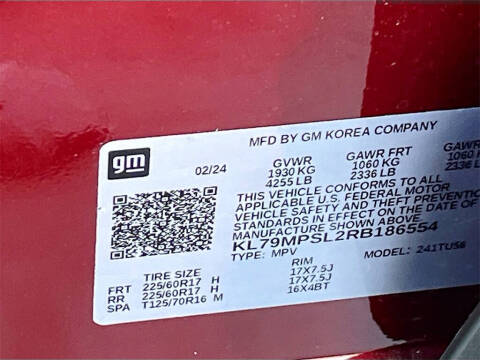 MFD BY GM KOREA COMPANY
gm 02/24 GVWR GAWR FRT GAWR
1930 KG 1060 KG 1060
4255 LB 2336 LB 2336
THIS VEHICLE CONFORMS TO ALL
APPLICABLE U.S. FEDERAL MOTOR
VEHICLE SAFETY AND THEFT PREVENT
STANDARDS IN EFFECT ON THE DATE OF
MANUFACTURE SHOWN ABOVE.
KL79MPSL2RB186554
TYPE: MPV MODEL: 241TU56
TIRE SIZE RIM
FRT 225/60R17 H 17X7.5J
RR 225/60R17 H 17X7.5J
SPA T125/70R16 M 16X4BT